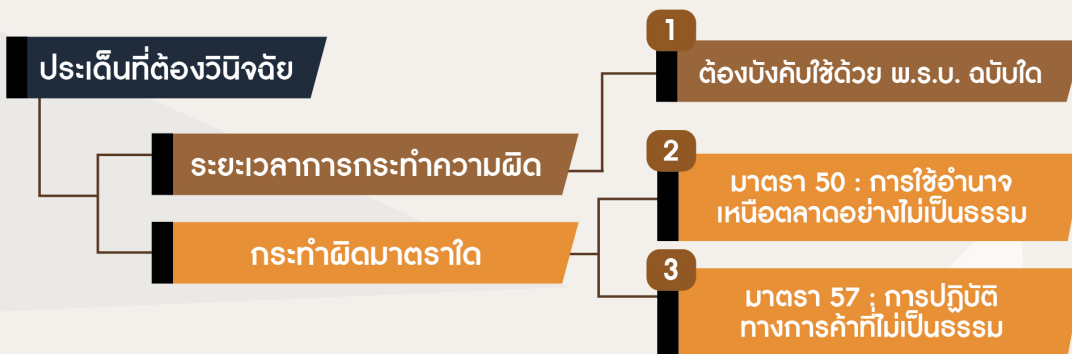 ประเด็นที่ต้องวินิจฉัย
ระยะเวลาการกระทำความผิด
กระทำผิดมาตราใด
1
ต้องบังคับใช้ด้วย พ.ร.บ. ฉบับใด
2
มาตรา 50 : การใช้อำนาจ
เหนือตลาดอย่างไม่เป็นธรรม
3
มาตรา 57 : การปฏิบัติ
ทางการค้าที่ไม่เป็นธรรม